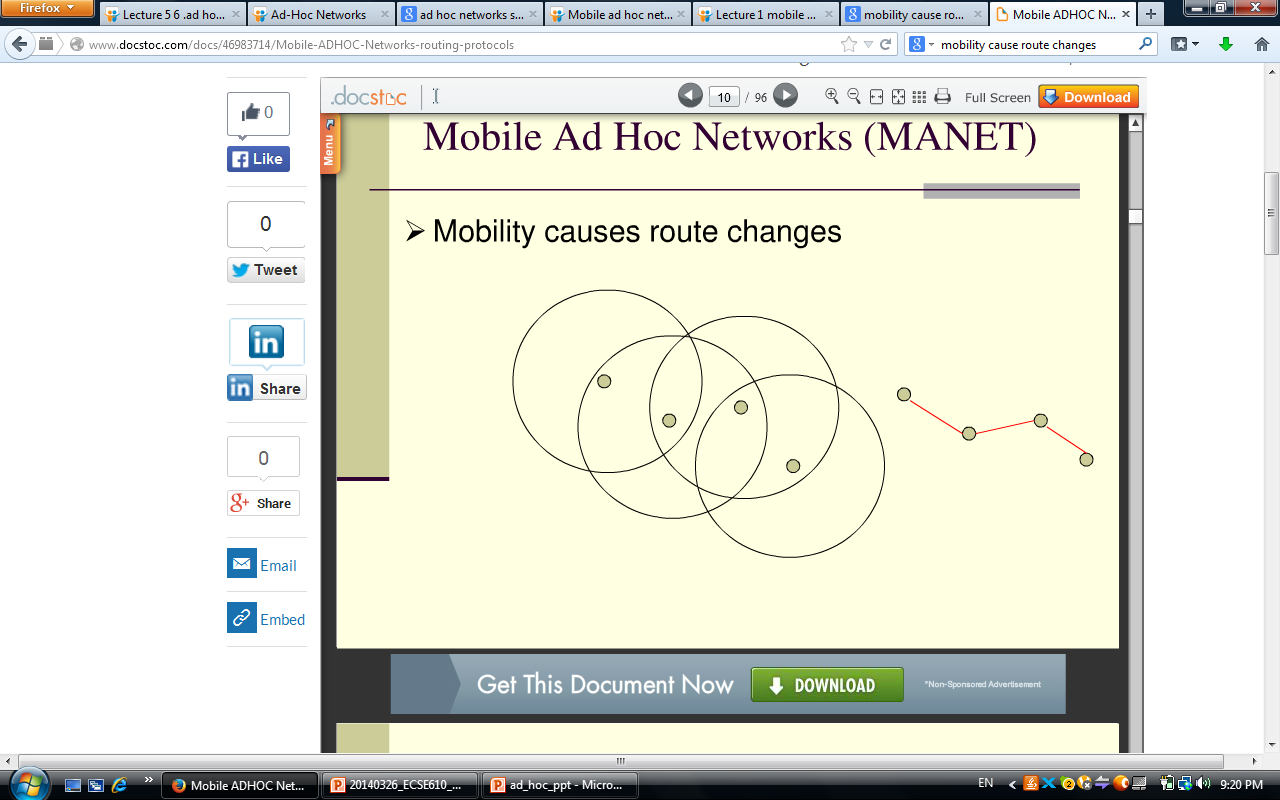 Firefox
Lecture 5 6 .ad ho...
Ad-Hoc Networks
ad hoc networks s...
Mobile ad hoc net...
Lecture 1 mobile ...
mobility cause ro...
Mobile ADHOC N...
www.docstoc.com/docs/46983714/Mobile-ADHOC-Networks-routing-protocols
mobility cause route changes
.docstoc
10 / 96
Full Screen
Download
Menu
0
Like
0
Tweet
in
in Share
0
g+ Share
Email
Embed
Mobile Ad Hoc Networks (MANET)
Mobility causes route changes
Get This Document Now
DOWNLOAD
*Non-Sponsored Advertisement
Mobile ADHOC Net...
20140326_ECSE610_...
ad_hoc_ppt - Micro...
EN
9:20 PM